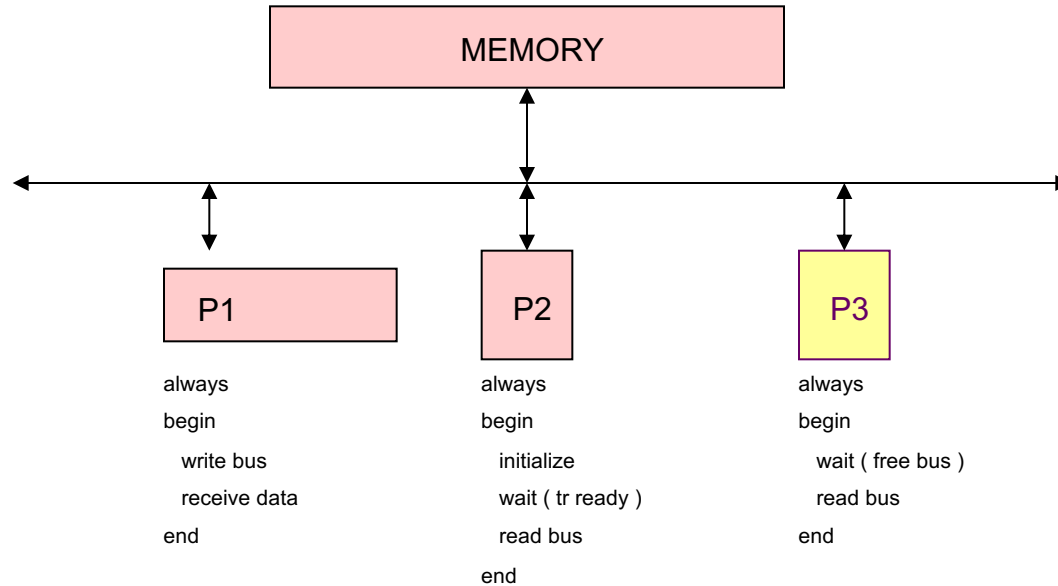 MEMORY
P1
always
begin
write bus
receive data
end
P2
always
begin
initialize
wait ( tr ready )
read bus
end
P3
always
begin
wait ( free bus )
read bus
end